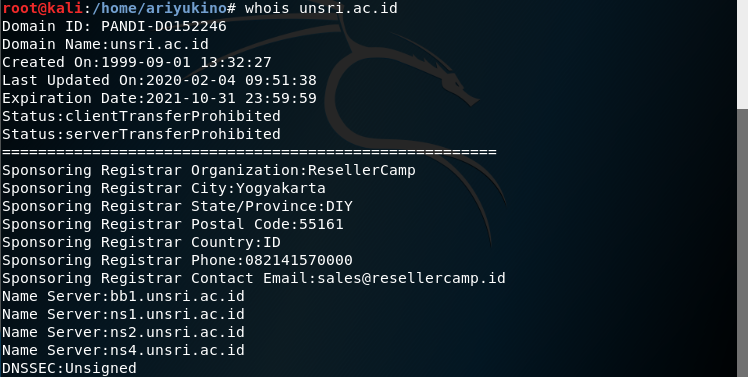 root@kali:/home/ariyukino# whois unsri.ac.id
Domain ID: PANDI-DO152246
Domain Name:unsri.ac.id
Created On:1999-09-01 13:32:27
Last Updated On:2020-02-04 09:51:38
Expiration Date:2021-10-31 23:59:59
Status:clientTransferProhibited
Status:serverTransferProhibited
=======================================================
Sponsoring Registrar Organization:ResellerCamp
Sponsoring Registrar City:Yogyakarta
Sponsoring Registrar State/Province:DIY
Sponsoring Registrar Postal Code:55161
Sponsoring Registrar Country:ID
Sponsoring Registrar Phone:082141570000
Sponsoring Registrar Contact Email:sales@resellercamp.id
Name Server:bb1.unsri.ac.id
Name Server:ns1.unsri.ac.id
Name Server:ns2.unsri.ac.id
Name Server:ns4.unsri.ac.id
DNSSEC:Unsigned